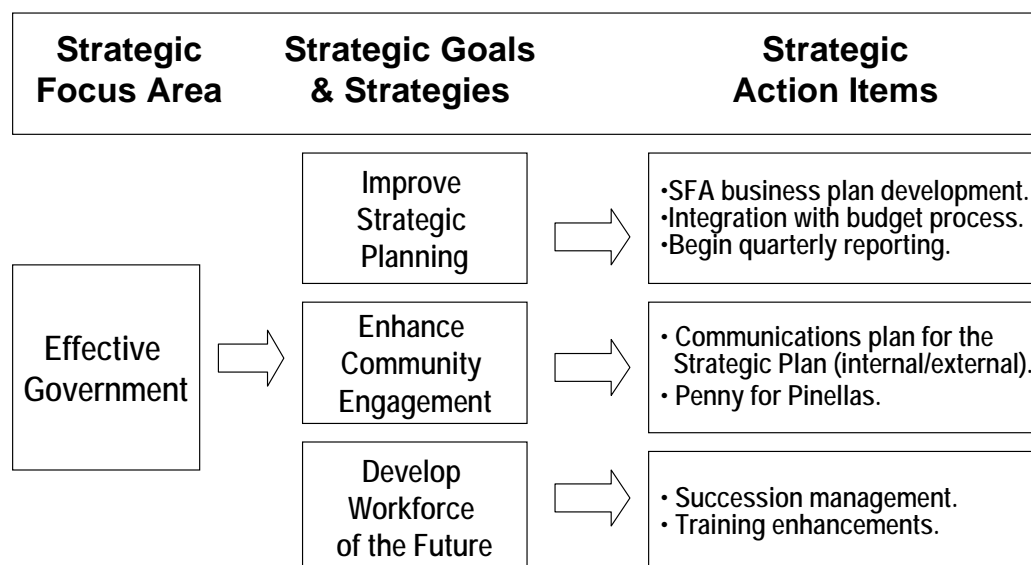 Strategic
Focus Area
Strategic Goals
& Strategies
Strategic
Action Items
Effective
Government
Improve
Strategic
Planning
•SFA business plan development.
•Integration with budget process.
•Begin quarterly reporting.
Enhance
Community
Engagement
• Communications plan for the
Strategic Plan (internal/external).
• Penny for Pinellas.
Develop
Workforce
of the Future
• Succession management.
• Training enhancements.